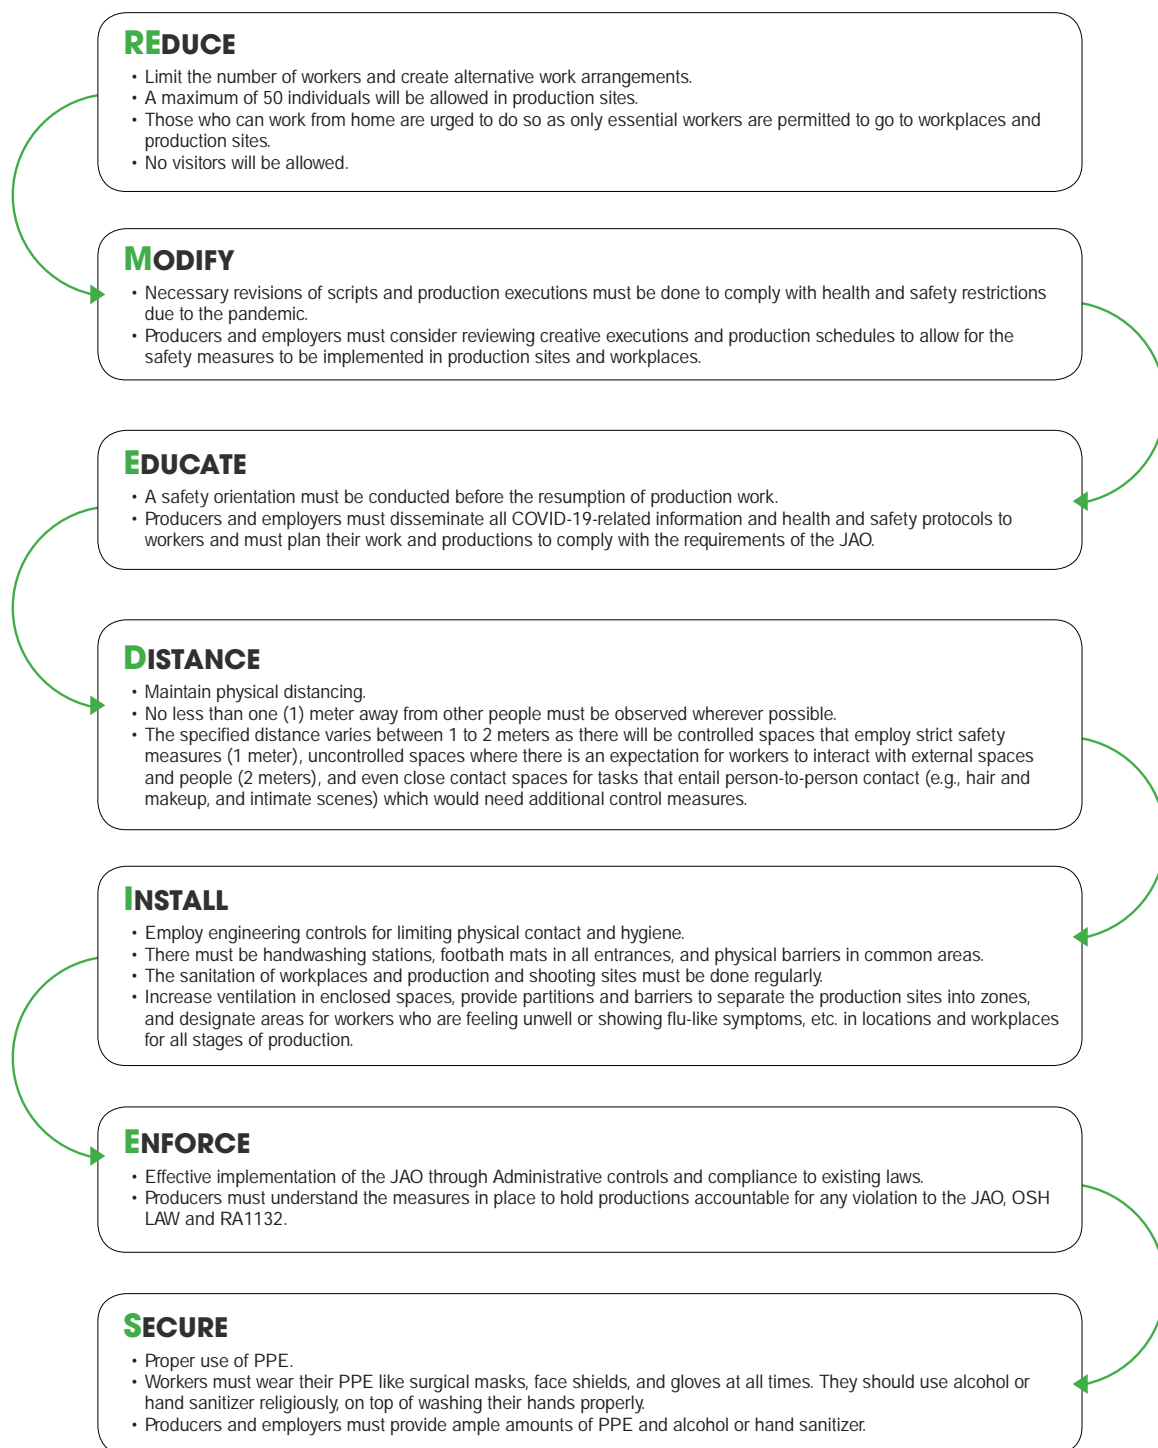 REDUCE
• Limit the number of workers and create alternative work arrangements.
• A maximum of 50 individuals will be allowed in production sites.
• Those who can work from home are urged to do so as only essential workers are permitted to go to workplaces and
production sites.
• No visitors will be allowed.
MODIFY
• Necessary revisions of scripts and production executions must be done to comply with health and safety restrictions
due to the pandemic.
• Producers and employers must consider reviewing creative executions and production schedules to allow for the
safety measures to be implemented in production sites and workplaces.
EDUCATE
• A safety orientation must be conducted before the resumption of production work.
• Producers and employers must disseminate all COVID-19-related information and health and safety protocols to
workers and must plan their work and productions to comply with the requirements of the JAO.
DISTANCE
• Maintain physical distancing.
• No less than one (1) meter away from other people must be observed wherever possible.
• The specified distance varies between 1 to 2 meters as there will be controlled spaces that employ strict safety
measures (1 meter), uncontrolled spaces where there is an expectation for workers to interact with external spaces
and people (2 meters), and even close contact spaces for tasks that entail person-to-person contact (e.g., hair and
makeup, and intimate scenes) which would need additional control measures.
INSTALL
• Employ engineering controls for limiting physical contact and hygiene.
• There must be handwashing stations, footbath mats in all entrances, and physical barriers in common areas.
• The sanitation of workplaces and production and shooting sites must be done regularly.
• Increase ventilation in enclosed spaces, provide partitions and barriers to separate the production sites into zones,
and designate areas for workers who are feeling unwell or showing flu-like symptoms, etc. in locations and workplaces
for all stages of production.
ENFORCE
• Effective implementation of the JAO through Administrative controls and compliance to existing laws.
• Producers must understand the measures in place to hold productions accountable for any violation to the JAO, OSH
LAW and RA1132.
SECURE
• Proper use of PPE.
• Workers must wear their PPE like surgical masks, face shields, and gloves at all times. They should use alcohol or
hand sanitizer religiously, on top of washing their hands properly.
• Producers and employers must provide ample amounts of PPE and alcohol or hand sanitizer.